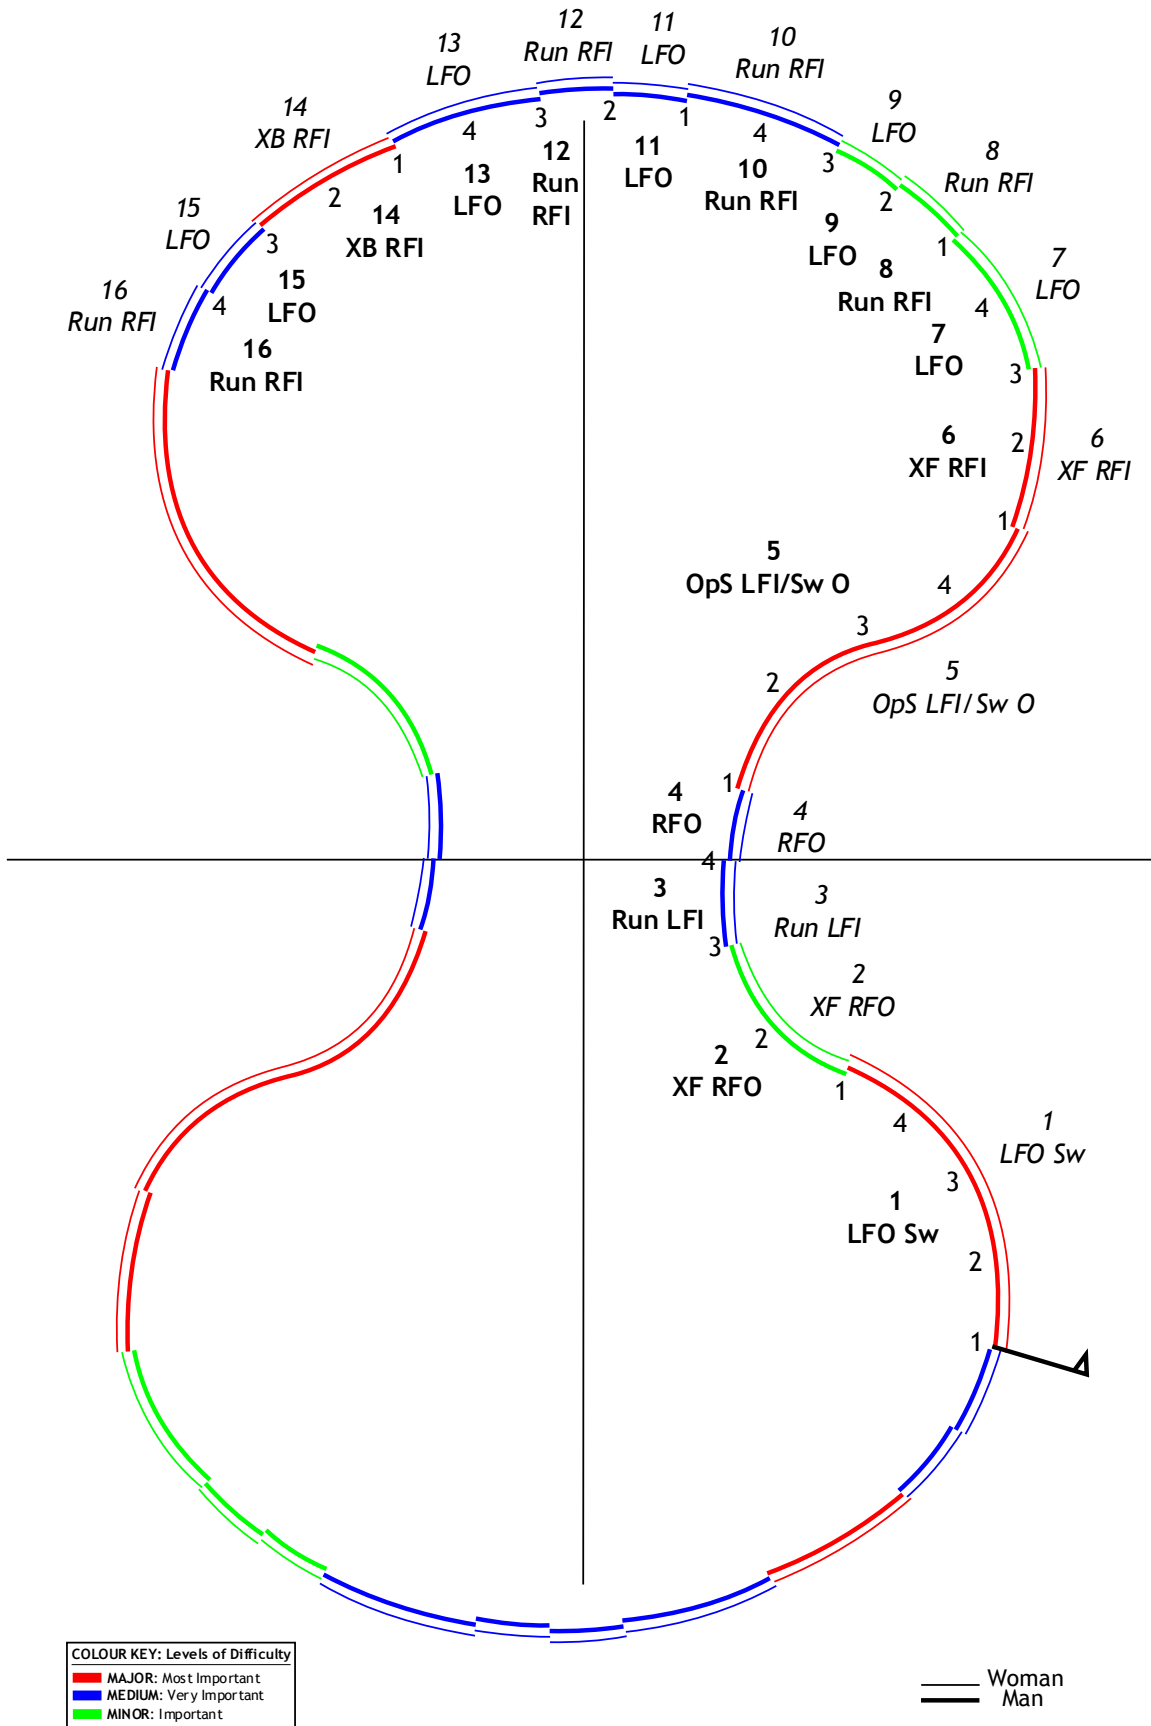 12
Run RFI
11
LFO
10
Run RFI
13
LFO
9
LFO
14
XB RFI
8
Run RFI
15
LFO
7
LFO
16
Run RFI
4
3
2
1
4
3
2
1
4
3
1
2
3
4
12
Run
RFI
11
LFO
10
Run RFI
13
LFO
14
XB RFI
9
LFO
8
Run RFI
15
LFO
7
LFO
16
Run RFI
6
XF RFI
2
6
XF RFI
1
5
OpS LFI/Sw O
4
3
2
5
OpS LFI/Sw O
1
4
RFO
4
RFO
4
3
Run LFI
3
Run LFI
3
2
XF RFO
2
2
XF RFO
1
4
1
LFO Sw
3
1
LFO Sw
2
1
COLOUR KEY: Levels of Difficulty
MAJOR: Most Important
MEDIUM: Very Important
MINOR: Important
Woman
Man